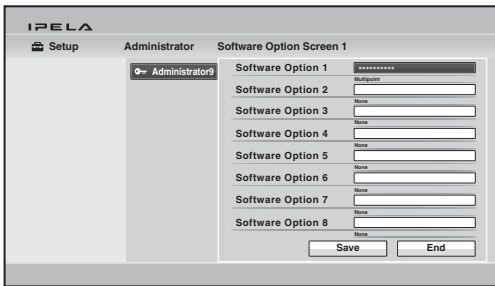 IPELA
Setup Administrator Software Option Screen 1
Administrator9
Software Option 1 **********
Multipoint
Software Option 2
None
Software Option 3
None
Software Option 4
None
Software Option 5
None
Software Option 6
None
Software Option 7
None
Software Option 8
None
Save End